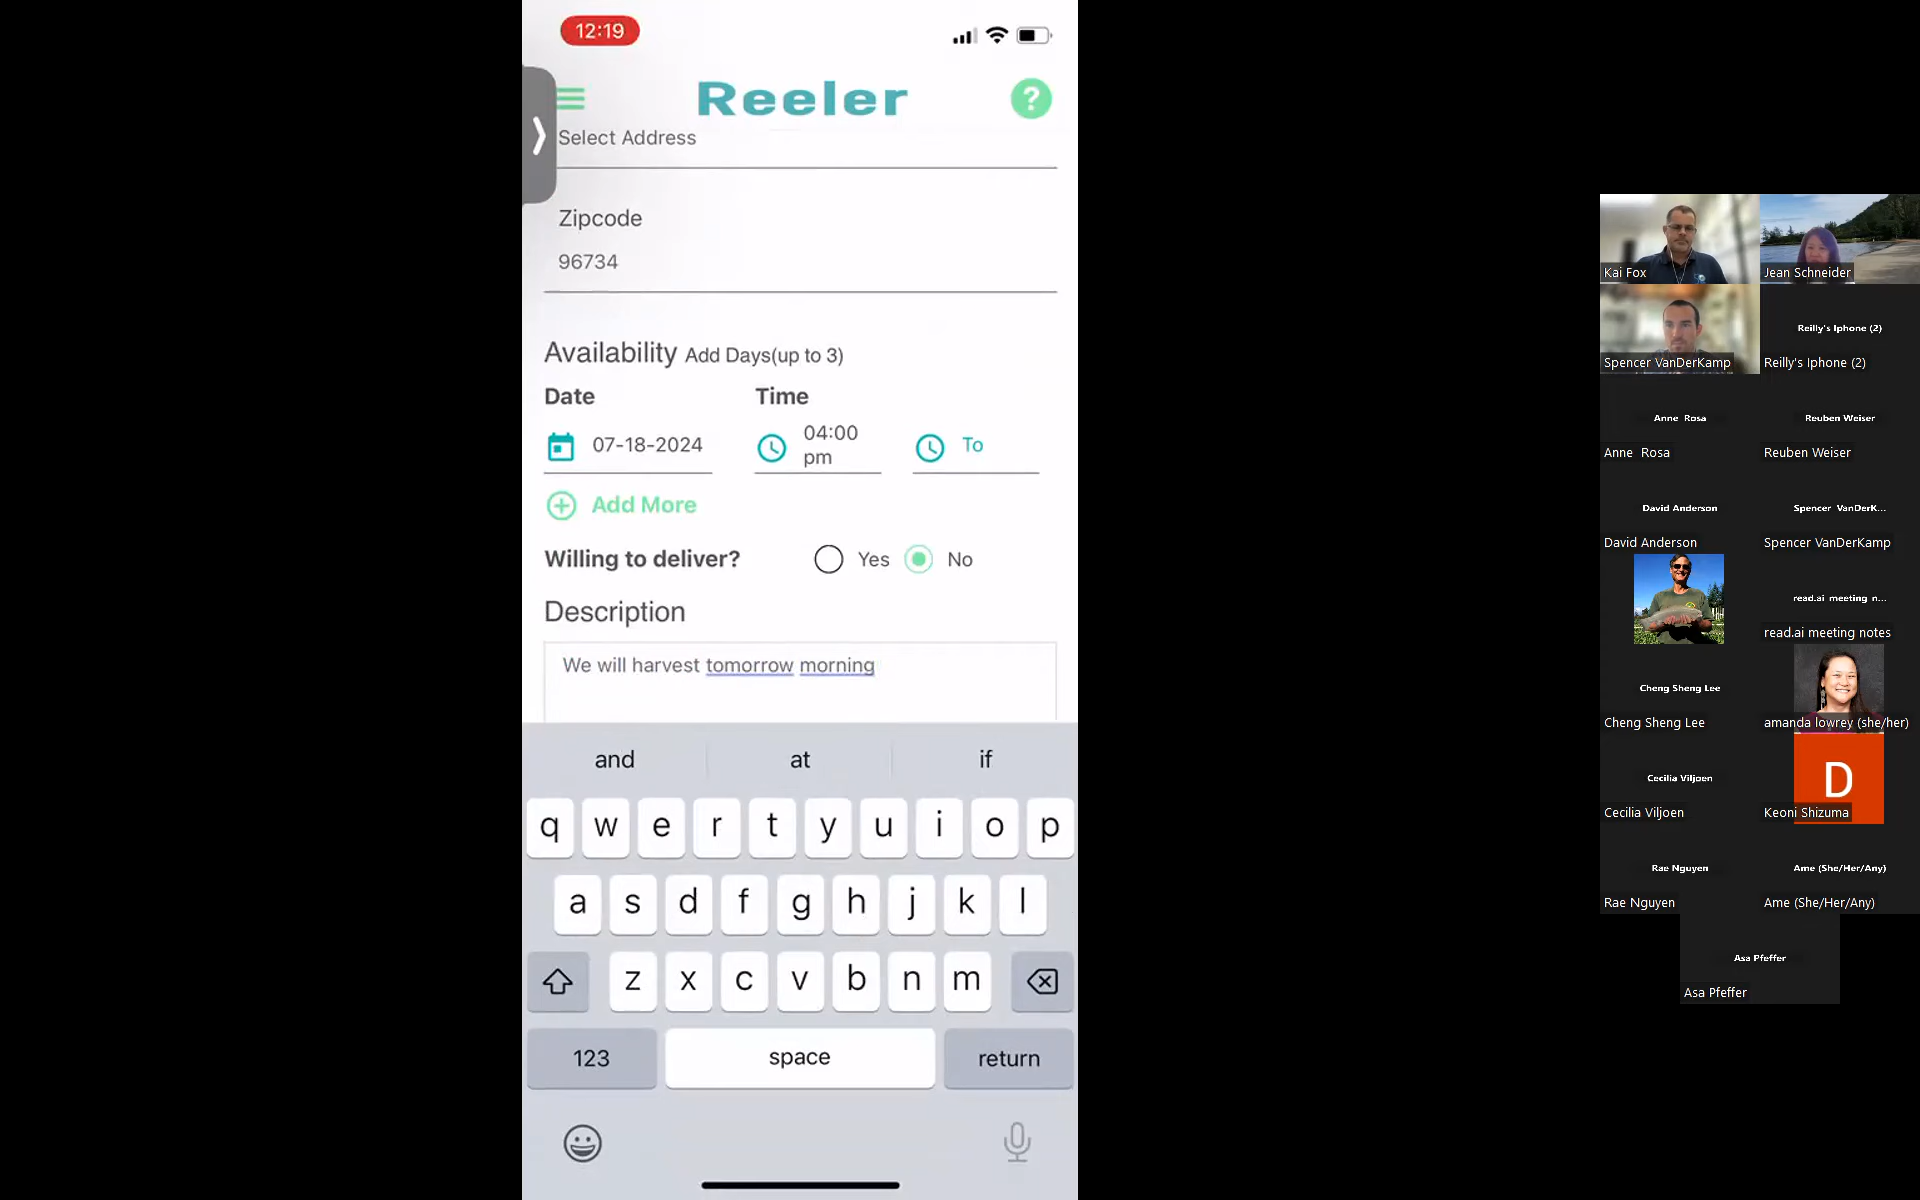 12:19
Reeler
?
Select Address
Zipcode
96734
Availability Add Days(up to 3)
Date Time
07-18-2024 04:00 pm To
Add More
Willing to deliver? Yes No
Description
We will harvest tomorrow morning
and at if
q w e r t y u i o p
a s d f g h j k l
z x c v b n m
123 space return
Kai Fox
Jean Schneider
Spencer VanDerKamp
Reilly's Iphone (2)
Reilly's Iphone (2)
Anne Rosa
Anne Rosa
Reuben Weiser
Reuben Weiser
David Anderson
David Anderson
Spencer VanDerK...
Spencer VanDerKamp
read.ai meeting n...
read.ai meeting notes
Cheng Sheng Lee
Cheng Sheng Lee
amanda lowrey (she/her)
Cecilia Viljoen
Cecilia Viljoen
D
Keoni Shizuma
Rae Nguyen
Rae Nguyen
Ame (She/Her/Any)
Ame (She/Her/Any)
Asa Pfeffer
Asa Pfeffer